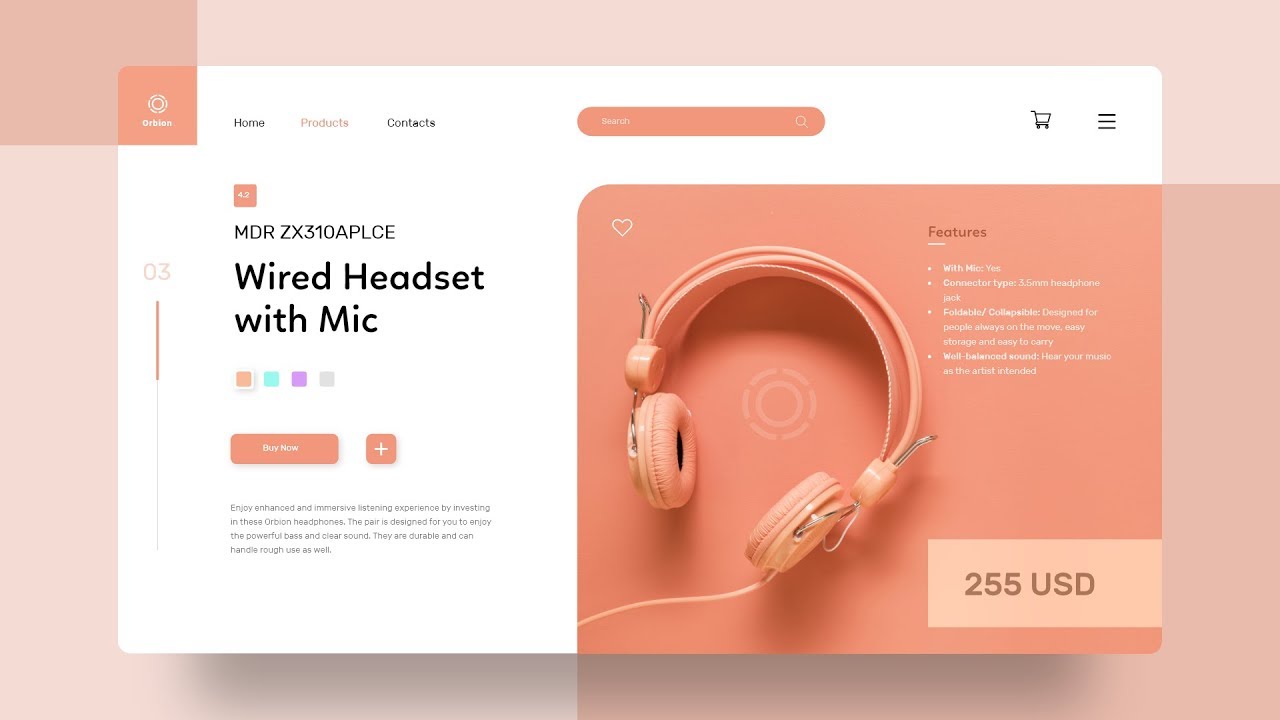 Orbion
Home
Products
Contacts
Search
4.2
MDR ZX310APLCE
03
Wired Headset
with Mic
Buy Now
Enjoy enhanced and immersive listening experience by investing
in these Orbion headphones. The pair is designed for you to enjoy
the powerful bass and clear sound. They are durable and can
handle rough use as well.
Features
With Mic: Yes
Connector type: 3.5mm headphone
jack
Foldable/ Collapsible: Designed for
people always on the move, easy
storage and easy to carry
Well-balanced sound: Hear your music
as the artist intended
255 USD